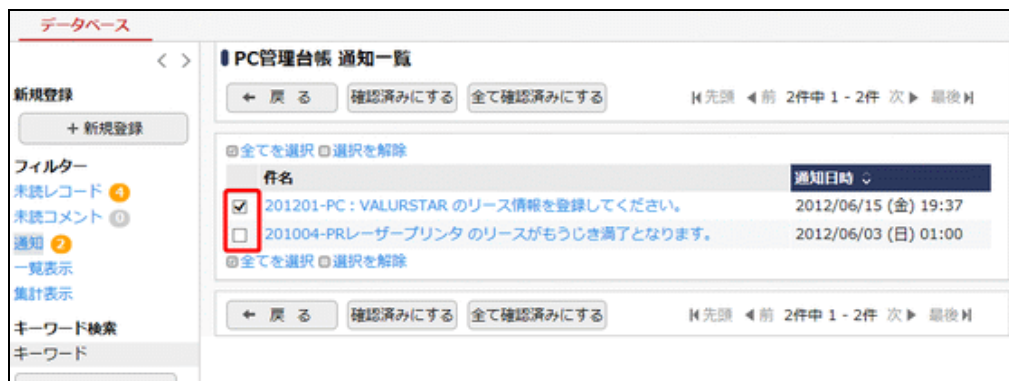 データベース
< >
新規登録
+ 新規登録
フィルター
未読レコード 4
未読コメント 0
通知 2
一覧表示
集計表示
キーワード検索
キーワード
PC管理台帳 通知一覧
← 戻 る 確認済みにする 全て確認済みにする 先頭 前 2件中 1 - 2件 次 最後
全てを選択 選択を解除
件名 通知日時
201201-PC : VALURSTAR のリース情報を登録してください。 2012/06/15 (金) 19:37
201004-PRレーザープリンタ のリースがもうじき満了となります。 2012/06/03 (日) 01:00
全てを選択 選択を解除
← 戻 る 確認済みにする 全て確認済みにする 先頭 前 2件中 1 - 2件 次 最後